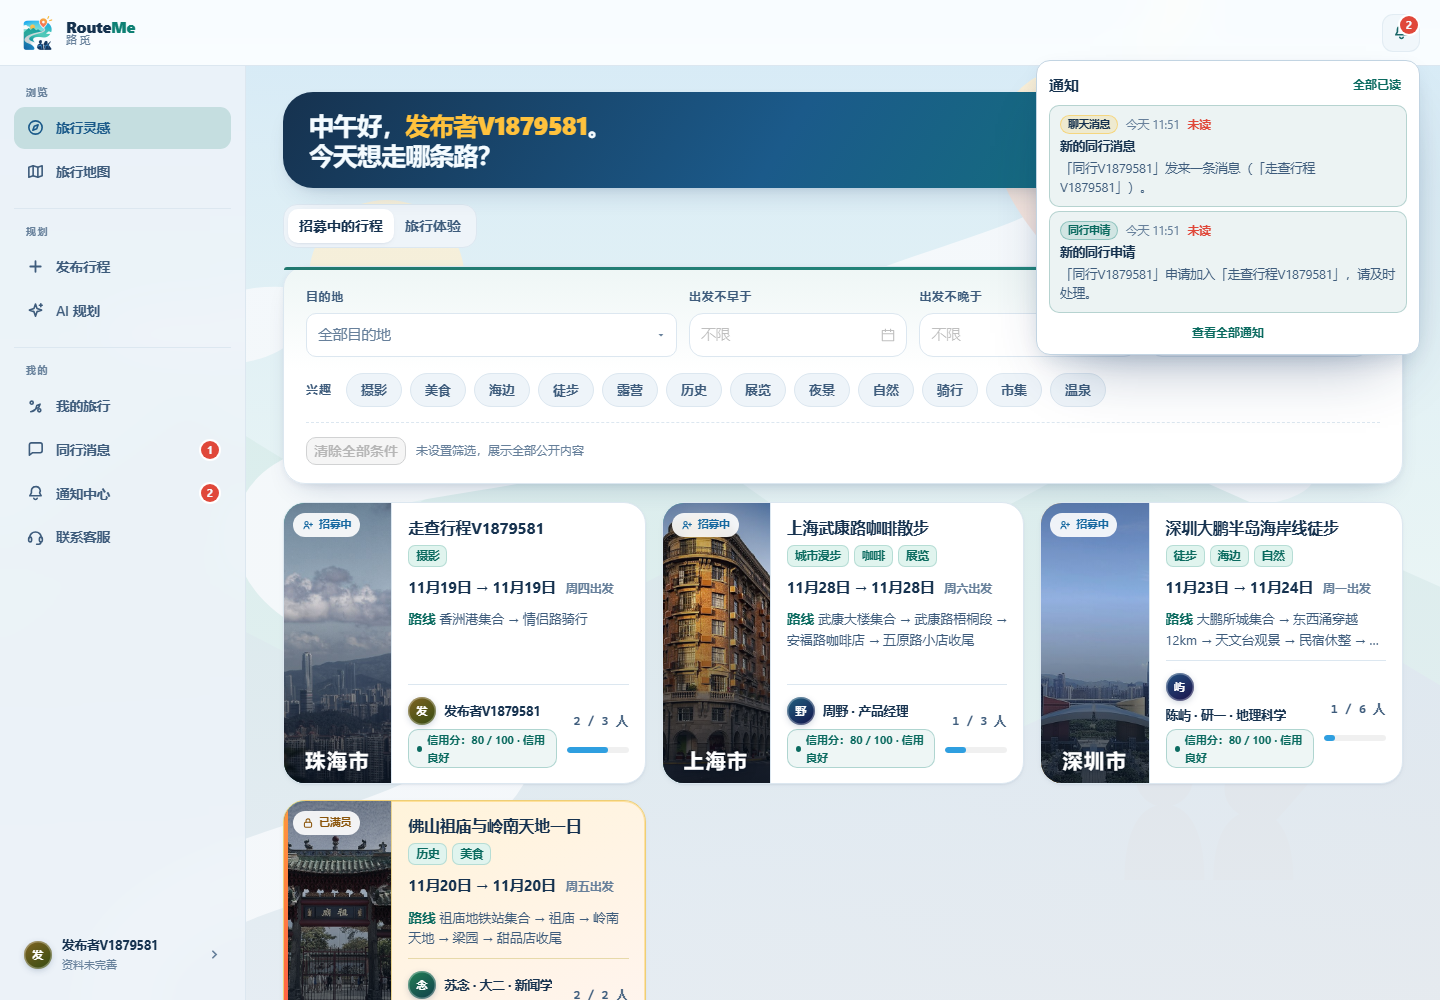 RouteMe
路觅
2
浏览
旅行灵感
旅行地图
规划
发布行程
AI 规划
我的
我的旅行
同行消息
1
通知中心
2
联系客服
发
发布者V1879581
资料未完善
中午好，发布者V1879581。
今天想走哪条路？
招募中的行程
旅行体验
通知
全部已读
聊天消息 今天 11:51 未读
新的同行消息
「同行V1879581」发来一条消息（「走查行程
V1879581」）。
同行申请 今天 11:51 未读
新的同行申请
「同行V1879581」申请加入「走查行程V1879581」，请及时
处理。
查看全部通知
目的地
全部目的地
出发不早于
不限
出发不晚于
不限
兴趣 摄影 美食 海边 徒步 露营 历史 展览 夜景 自然 骑行 市集 温泉
清除全部条件 未设置筛选，展示全部公开内容
招募中
珠海市
走查行程V1879581
摄影
11月19日 → 11月19日 周四出发
路线 香洲港集合 → 情侣路骑行
发 发布者V1879581
信用分：80 / 100 · 信用
良好
2 / 3 人
招募中
上海市
上海武康路咖啡散步
城市漫步 咖啡 展览
11月28日 → 11月28日 周六出发
路线 武康大楼集合 → 武康路梧桐段 →
安福路咖啡店 → 五原路小店收尾
野 周野 · 产品经理
信用分：80 / 100 · 信用
良好
1 / 3 人
招募中
深圳市
深圳大鹏半岛海岸线徒步
徒步 海边 自然
11月23日 → 11月24日 周一出发
路线 大鹏所城集合 → 东西涌穿越
12km → 天文台观景 → 民宿休整 → ...
屿
陈屿 · 研一 · 地理科学
信用分：80 / 100 · 信用
良好
1 / 6 人
已满员
廟 祖
佛山祖庙与岭南天地一日
历史 美食
11月20日 → 11月20日 周五出发
路线 祖庙地铁站集合 → 祖庙 → 岭南
天地 → 梁园 → 甜品店收尾
念 苏念 · 大二 · 新闻学
2 / 2 人